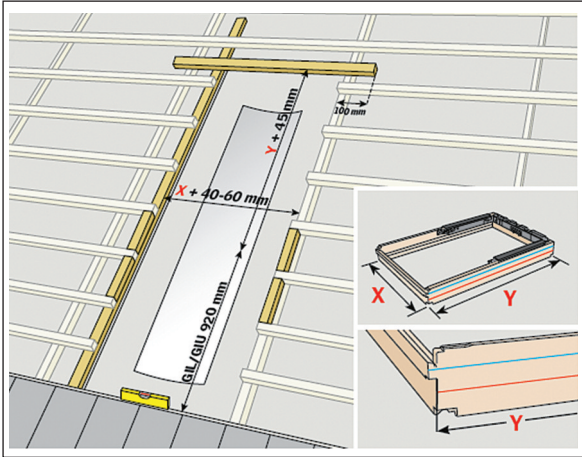 Y + 45 mm
100 mm
X + 40-60 mm
GIL/GIU 920 mm
X
Y
Y